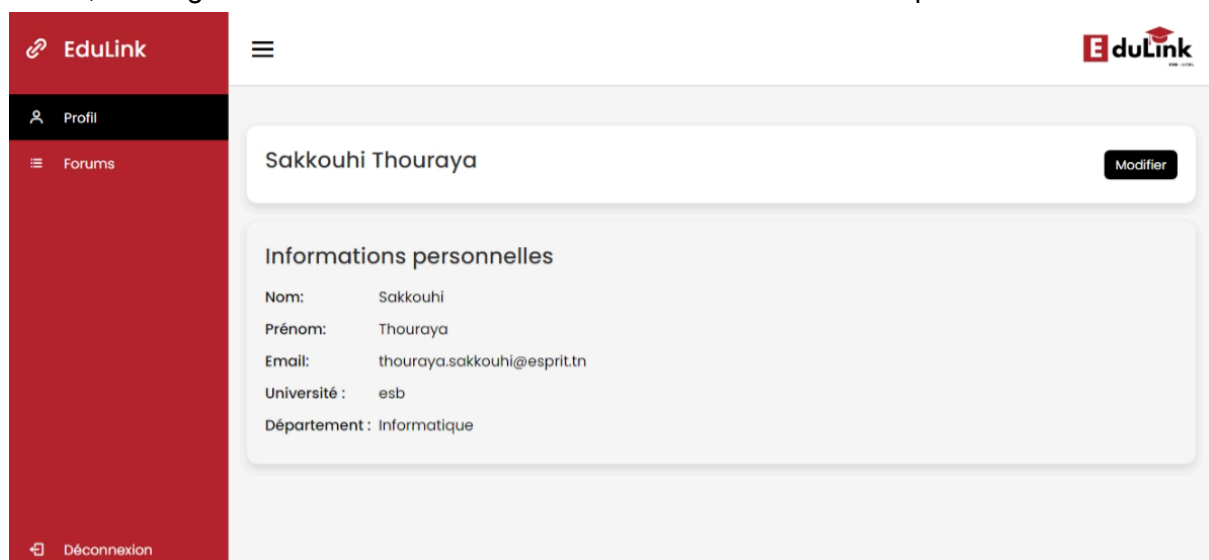 EduLink
EduLink
Profil
Forums
Sakkouhi Thouraya
Modifier
Informations personnelles
Nom: Sakkouhi
Prénom: Thouraya
Email: thouraya.sakkouhi@esprit.tn
Université : esb
Département : Informatique
Déconnexion